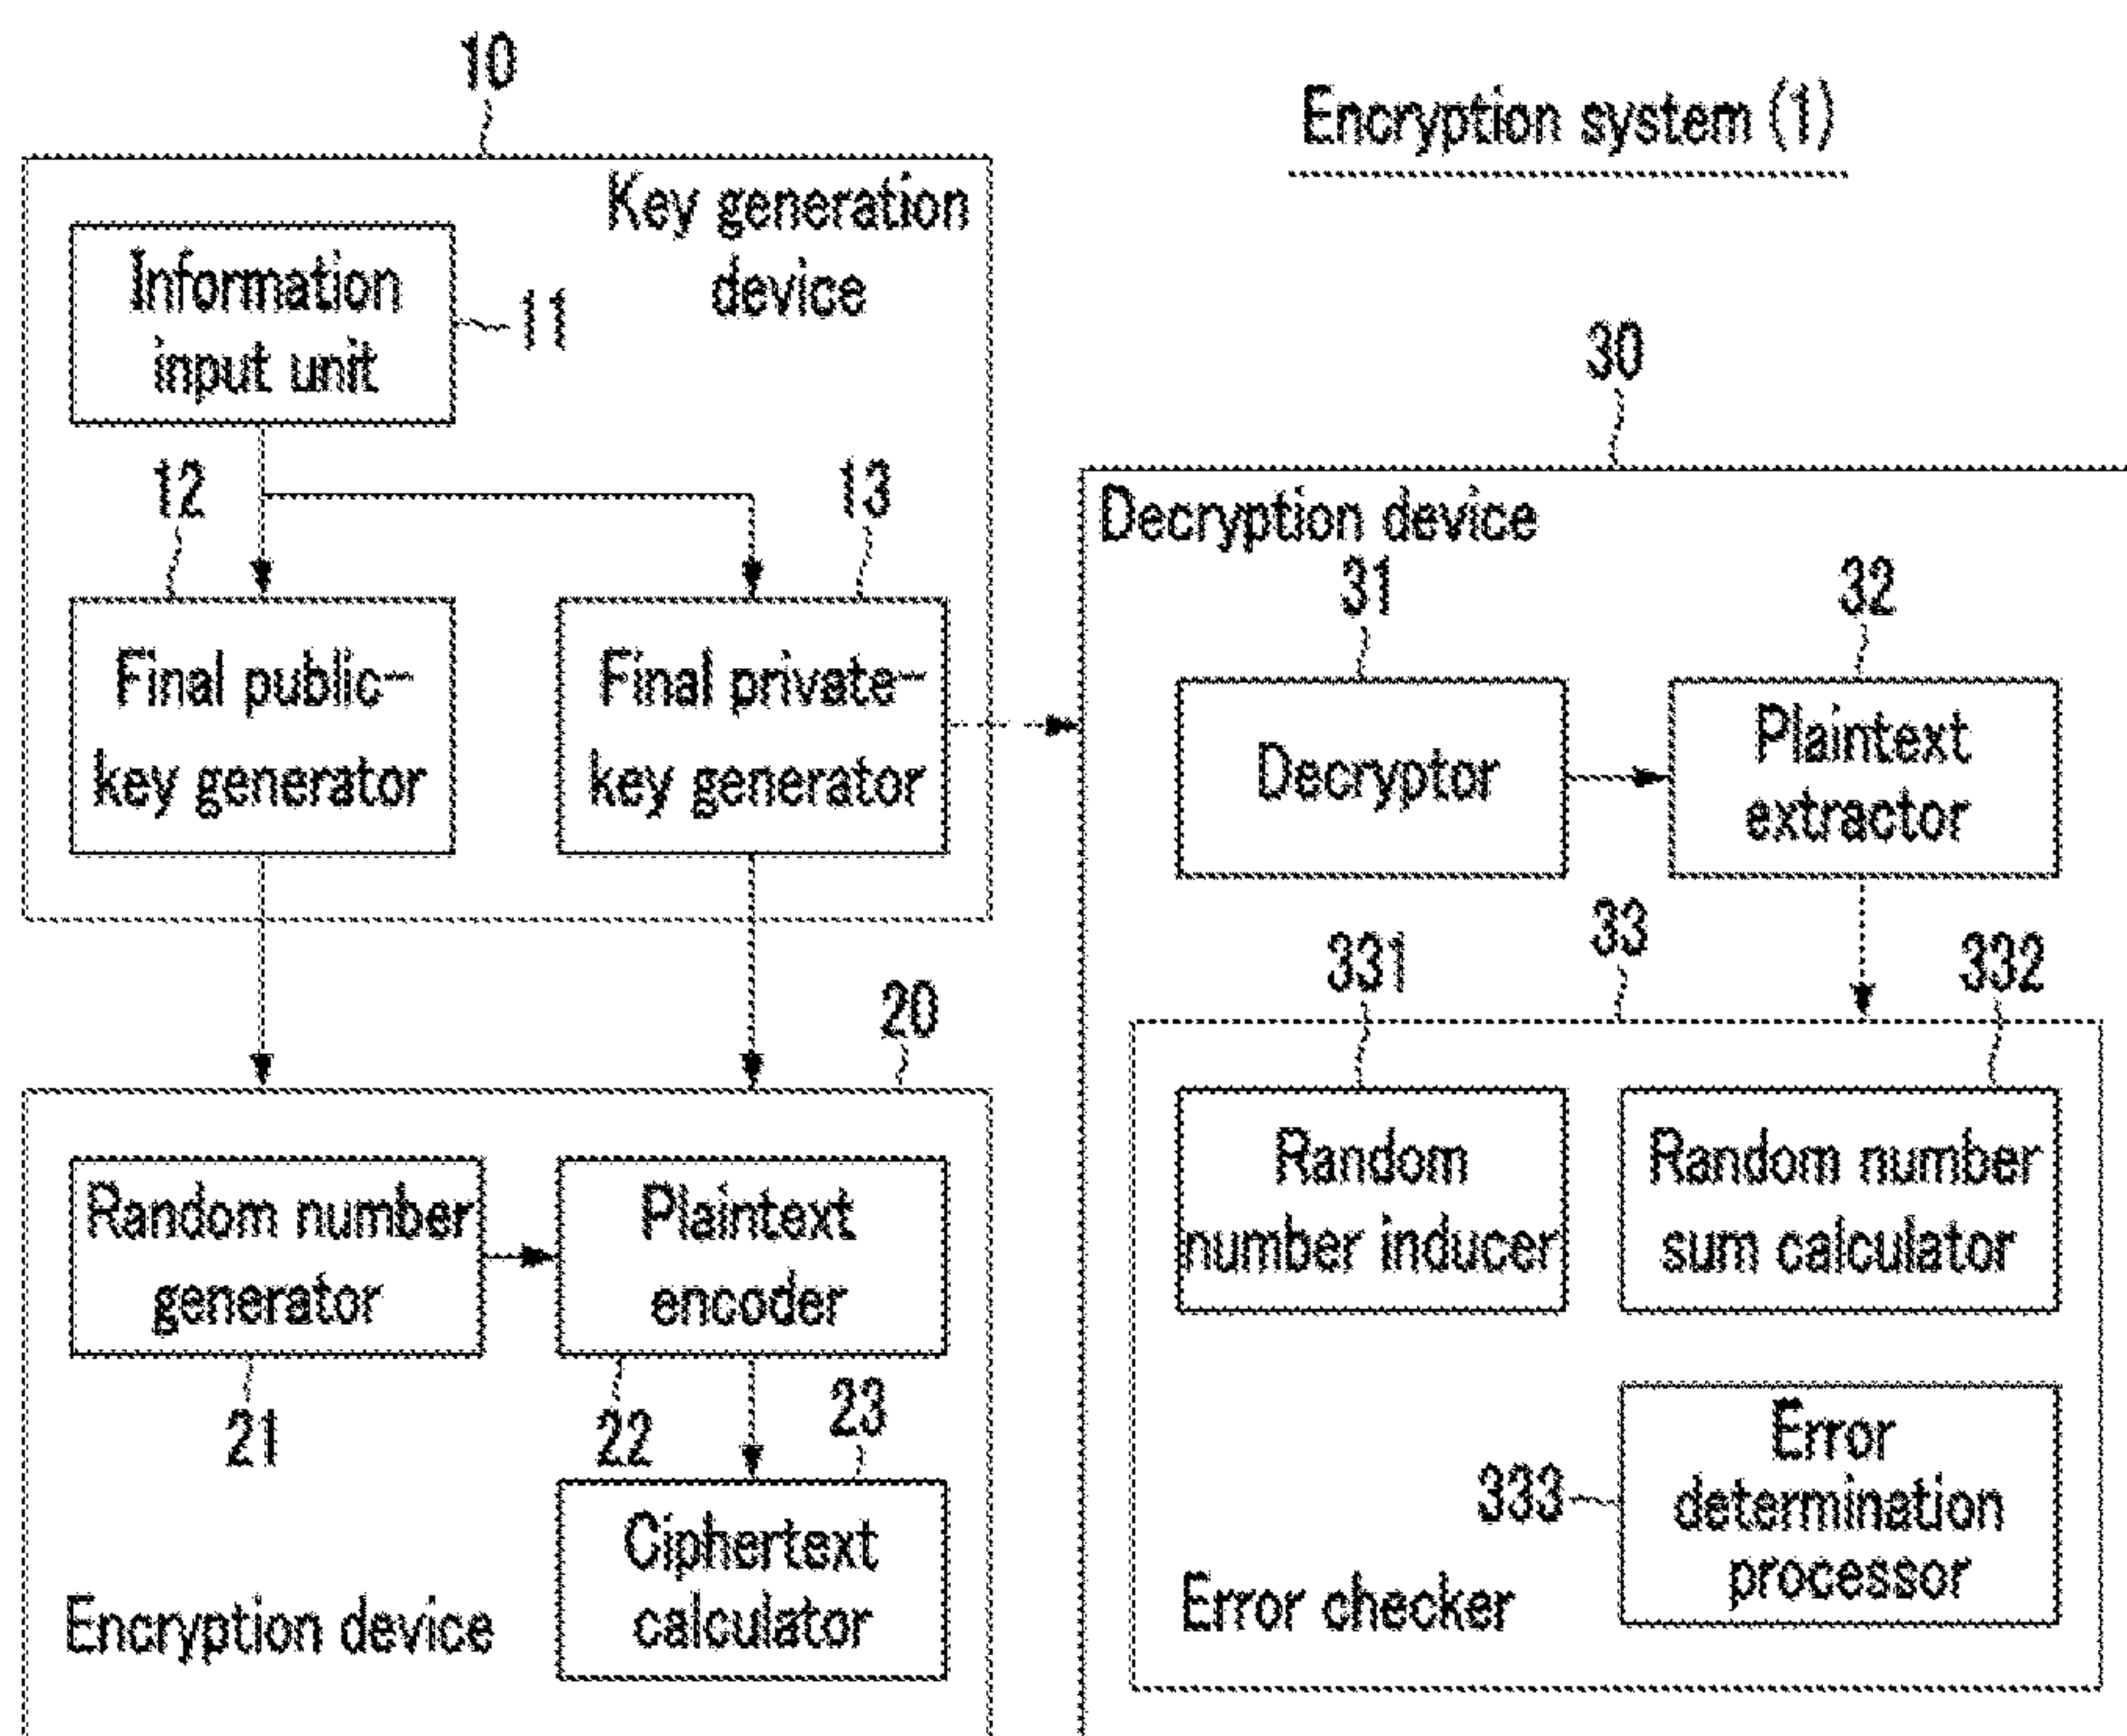 10
Encryption system (1)
Key generation
device
Information
input unit
11
12
13
Final public-
key generator
Final private-
key generator
20
Random number
generator
Plaintext
encoder
21
22
23
Ciphertext
calculator
Encryption device
30
Decryption device
31
32
Decryptor
Plaintext
extractor
33
331
332
Random
number inducer
Random number
sum calculator
333
Error
determination
processor
Error checker